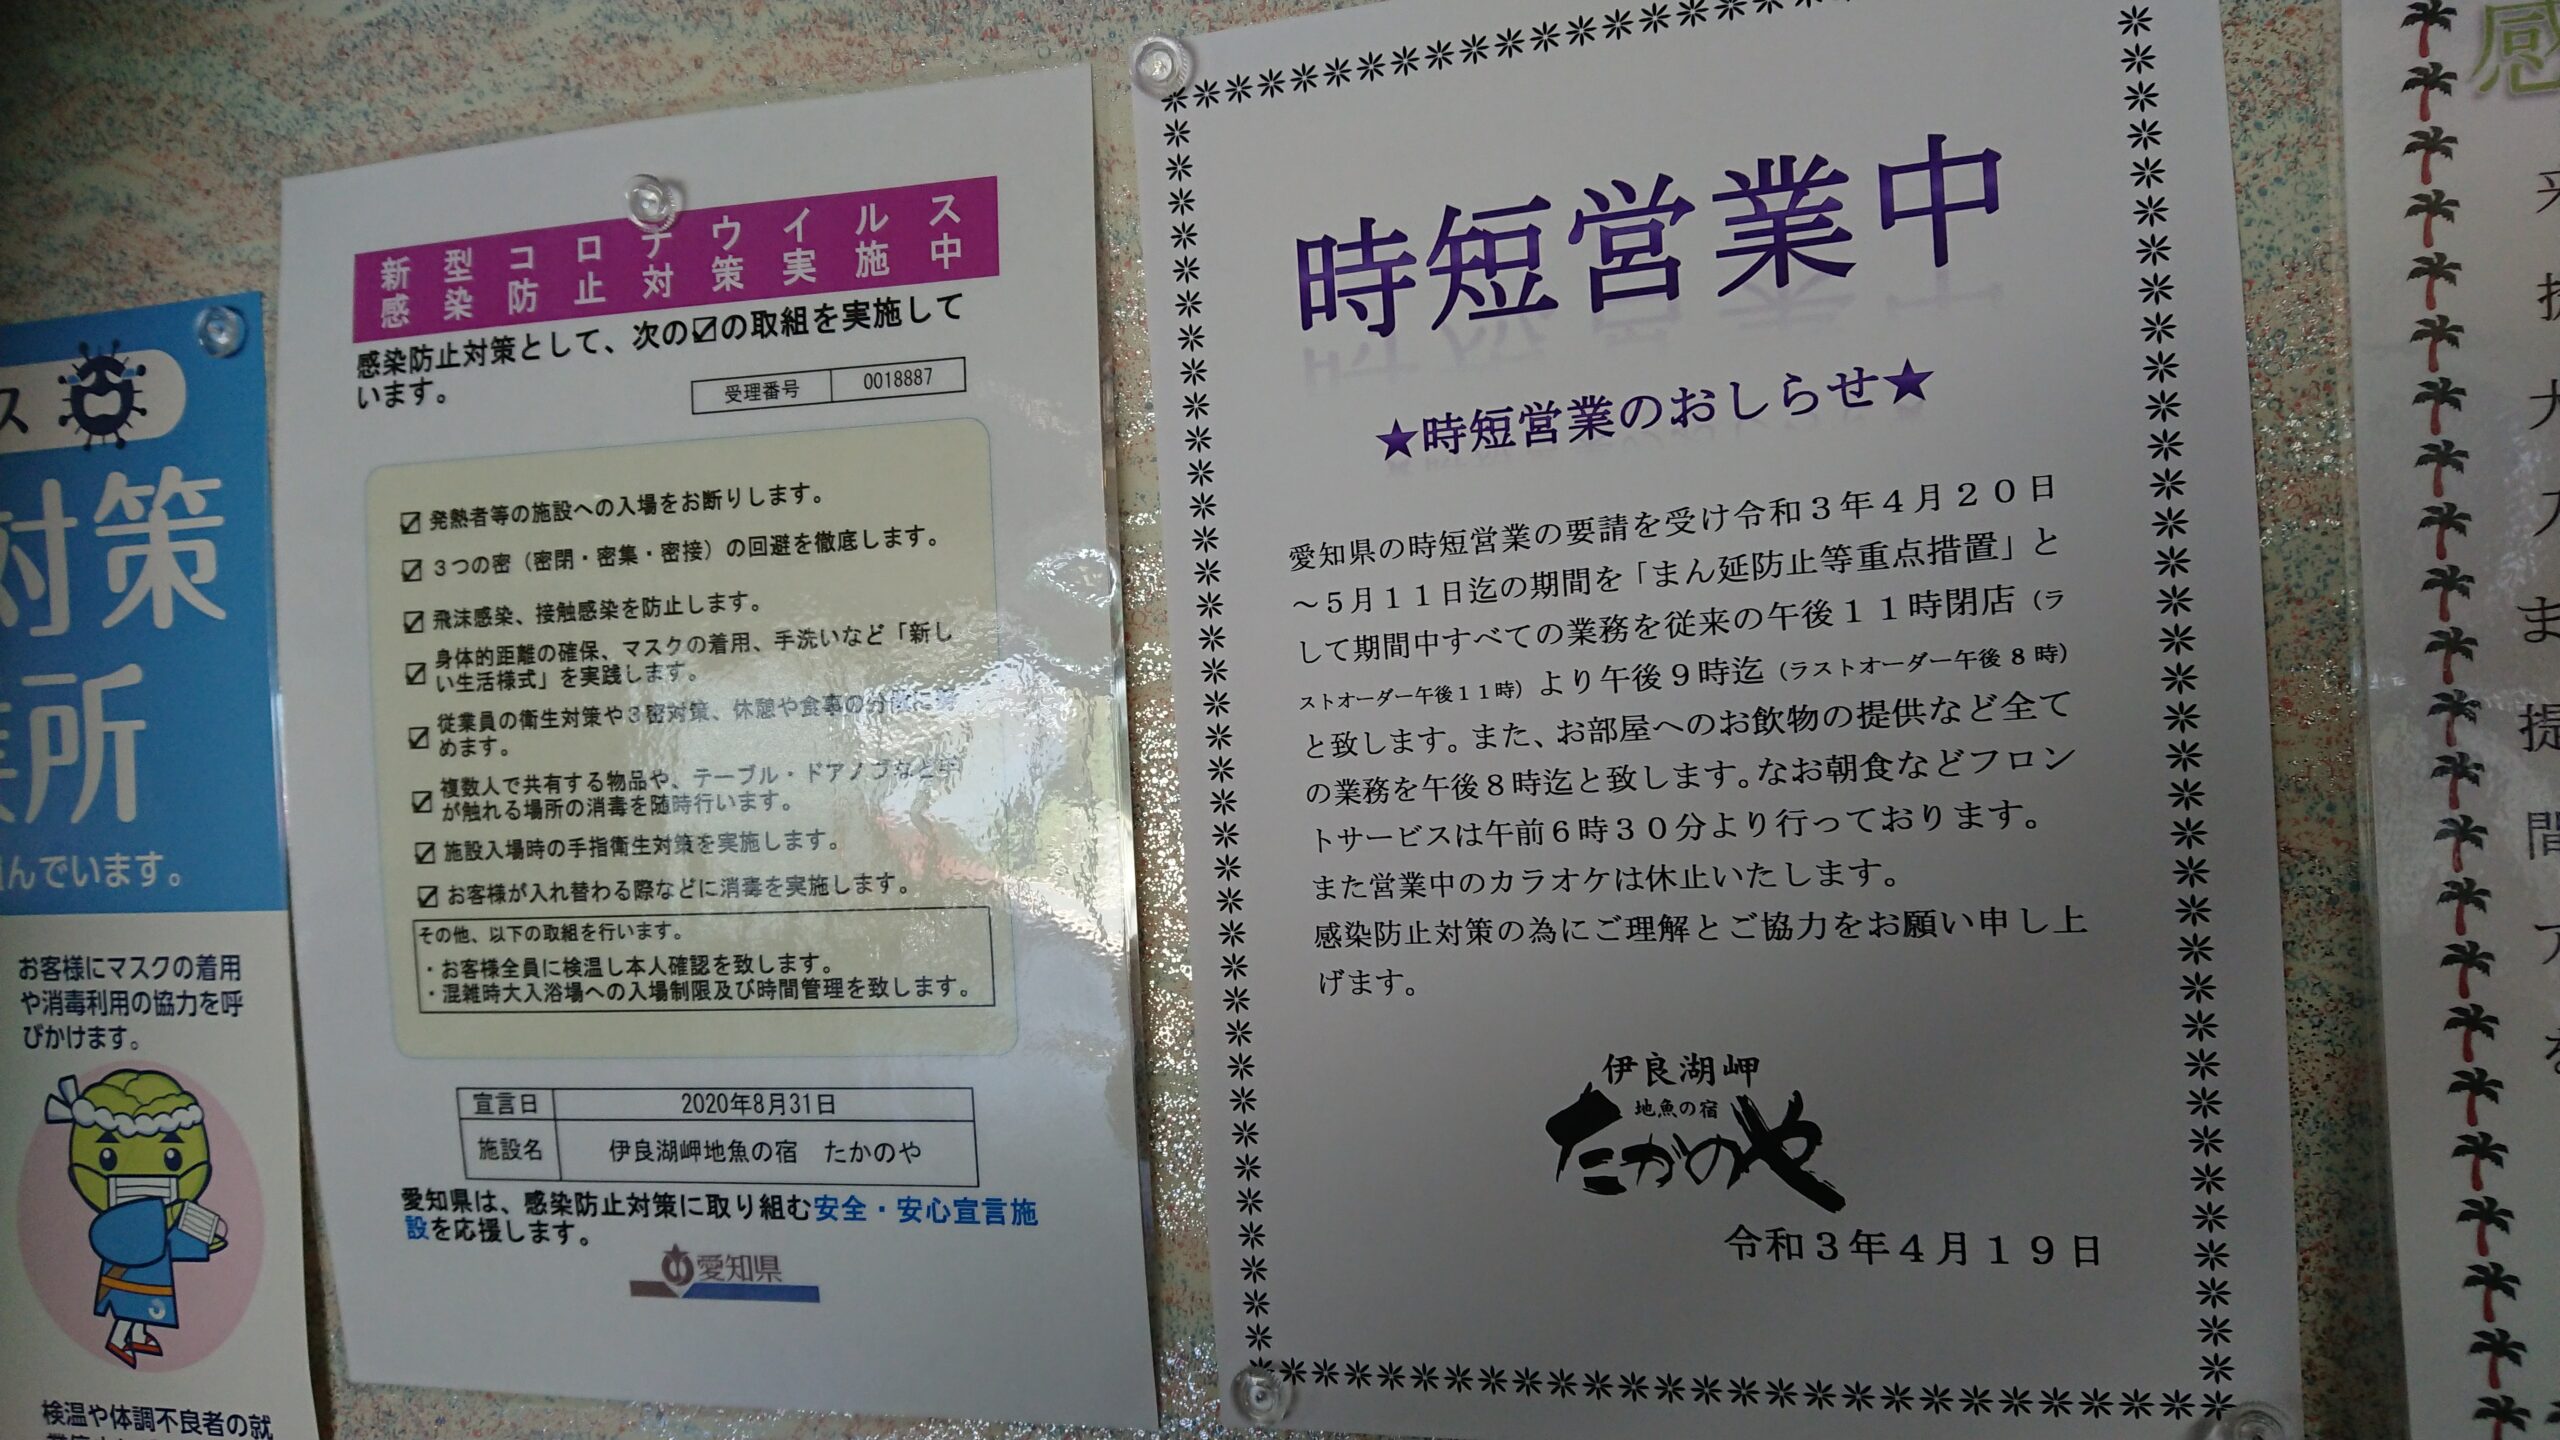 ス
対策
業所
んでいます。
お客様にマスクの着用
や消毒利用の協力を呼
びかけます。
検温や体調不良者の就
新型コロナウイルス
感染防止対策実施中
感染防止対策として、次の☑の取組を実施して
います。
受理番号 0018887
☑ 発熱者等の施設への入場をお断りします。
☑ 3つの密（密閉・密集・密接）の回避を徹底します。
☑ 飛沫感染、接触感染を防止します。
☑ 身体的距離の確保、マスクの着用、手洗いなど「新し
い生活様式」を実践します。
☑ 従業員の衛生対策や3密対策、休憩や食事の分散に努
めます。
☑ 複数人で共有する物品や、テーブル・ドアノブなど手
が触れる場所の消毒を随時行います。
☑ 施設入場時の手指衛生対策を実施します。
☑ お客様が入れ替わる際などに消毒を実施します。
その他、以下の取組を行います。
・お客様全員に検温し本人確認を致します。
・混雑時大入浴場への入場制限及び時間管理を致します。
宣言日 2020年8月31日
施設名 伊良湖岬地魚の宿　たかのや
愛知県は、感染防止対策に取り組む安全・安心宣言施
設を応援します。
愛知県
時短営業中
★時短営業のおしらせ★
愛知県の時短営業の要請を受け令和３年４月２０日
～５月１１日迄の期間を「まん延防止等重点措置」と
して期間中すべての業務を従来の午後１１時閉店（ラ
ストオーダー午後１１時）より午後９時迄（ラストオーダー午後８時）
と致します。また、お部屋へのお飲物の提供など全て
の業務を午後８時迄と致します。なお朝食などフロン
トサービスは午前６時３０分より行っております。
また営業中のカラオケは休止いたします。
感染防止対策の為にご理解とご協力をお願い申し上
げます。
伊良湖岬
地魚の宿
たかのや
令和３年４月１９日
感